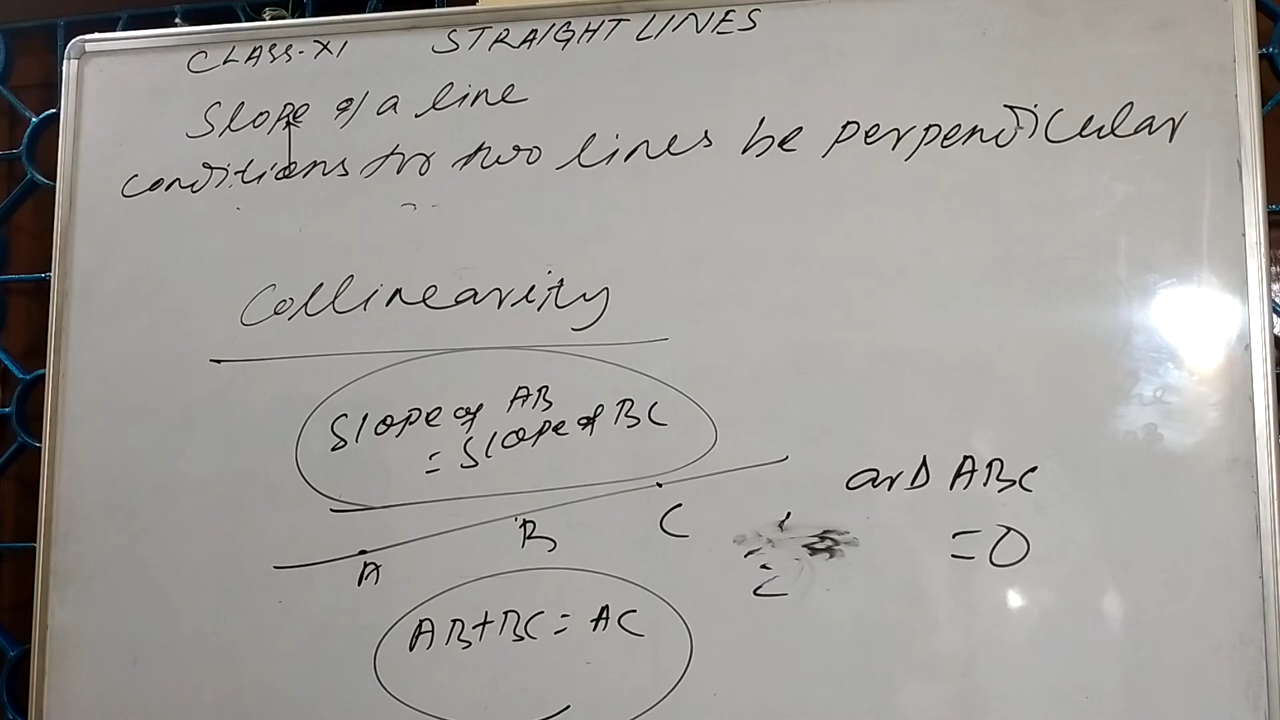 CLASS-XI STRAIGHT LINES
Slope of a line
conditions for two lines be perpendicular
Collinearity
Slope of AB
= Slope of BC
A B C
ar Δ ABC
= 0
AB+BC = AC